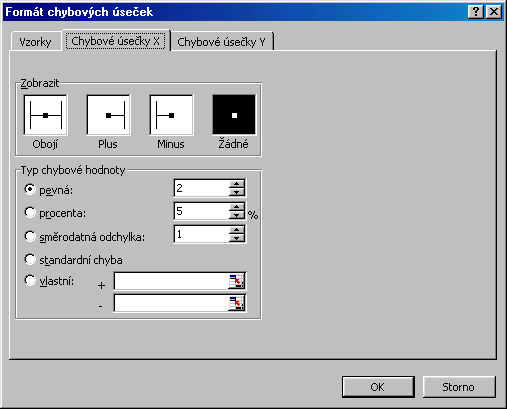 Formát chybových úseček
Vzorky Chybové úsečky X Chybové úsečky Y
Zobrazit
Obojí Plus Minus Žádné
Typ chybové hodnoty
pevná: 2
procenta: 5 %
směrodatná odchylka: 1
standardní chyba
vlastní: +
-
OK Storno